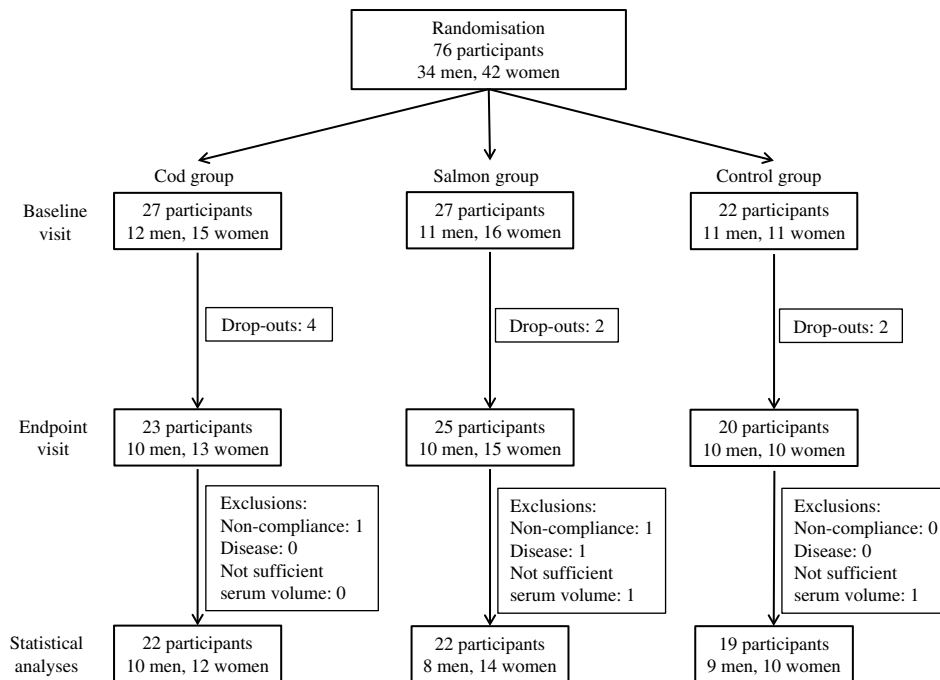 Randomisation
76 participants
34 men, 42 women
Cod group
Salmon group
Control group
Baseline
visit
27 participants
12 men, 15 women
27 participants
11 men, 16 women
22 participants
11 men, 11 women
Drop-outs: 4
Drop-outs: 2
Drop-outs: 2
Endpoint
visit
23 participants
10 men, 13 women
25 participants
10 men, 15 women
20 participants
10 men, 10 women
Exclusions:
Non-compliance: 1
Disease: 0
Not sufficient
serum volume: 0
Exclusions:
Non-compliance: 1
Disease: 1
Not sufficient
serum volume: 1
Exclusions:
Non-compliance: 0
Disease: 0
Not sufficient
serum volume: 1
Statistical
analyses
22 participants
10 men, 12 women
22 participants
8 men, 14 women
19 participants
9 men, 10 women